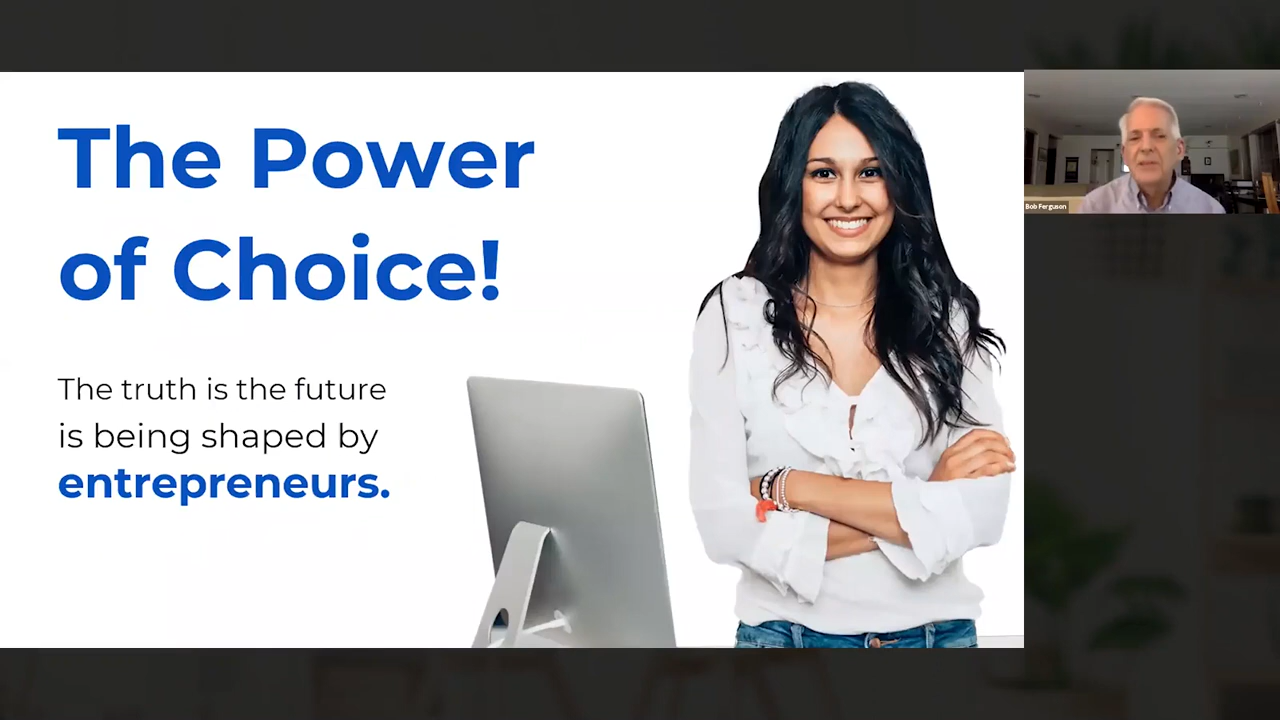 The Power
of Choice!
The truth is the future
is being shaped by
entrepreneurs.
Bob Ferguson